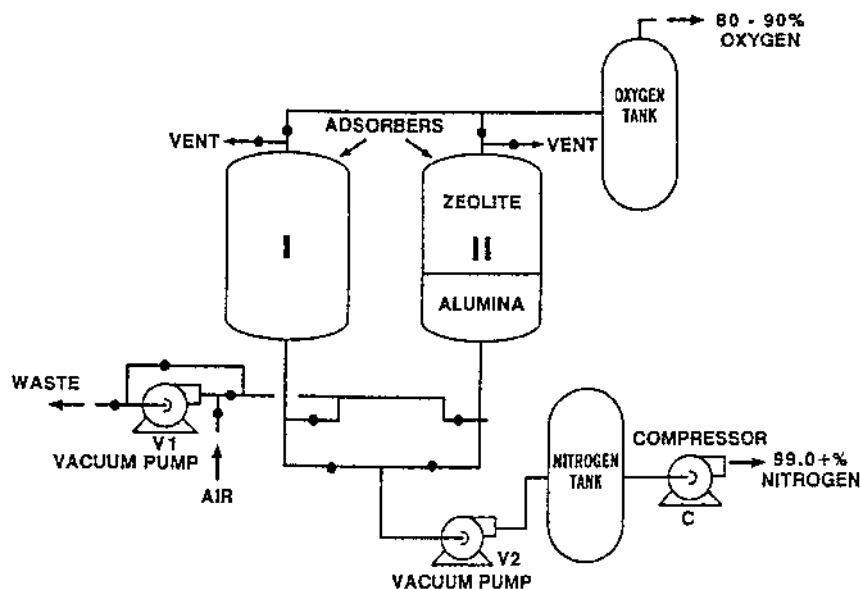 80 - 90%
OXYGEN
OXYGEN
TANK
ADSORBERS
VENT
VENT
ZEOLITE
I
II
ALUMINA
WASTE
V1
VACUUM PUMP
AIR
NITROGEN
TANK
COMPRESSOR
99.0+%
NITROGEN
C
V2
VACUUM PUMP